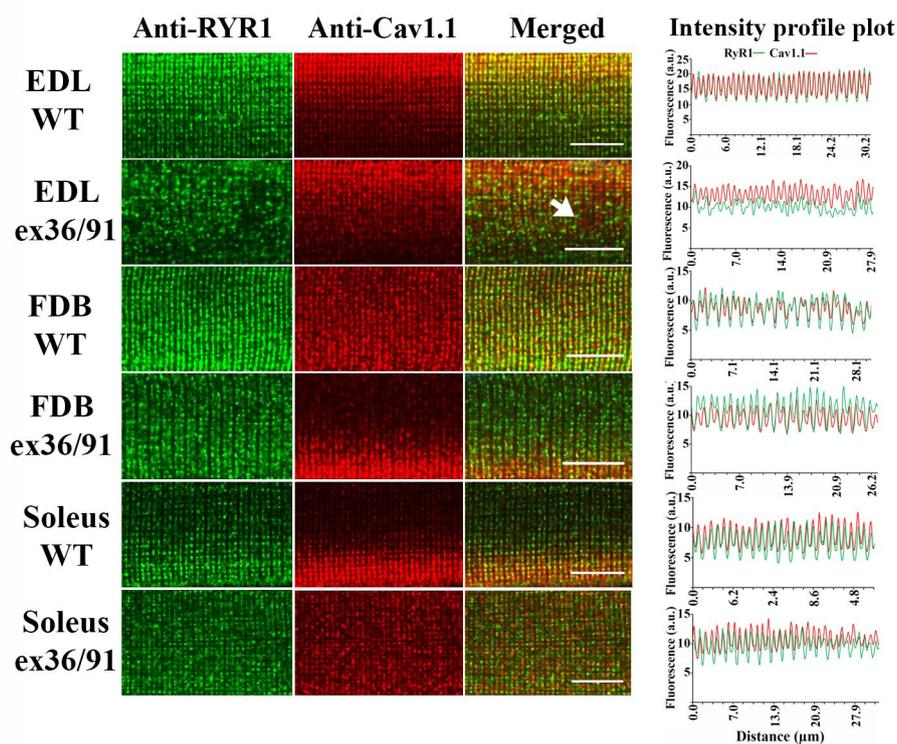 Anti-RYR1 Anti-Cav1.1 Merged Intensity profile plot
RyR1 Cav1.1
EDL
WT
Fluorescence (a.u.)
25
20
15
10
5
0.0 6.0 12.1 18.1 24.2 30.2
EDL
ex36/91
Fluorescence (a.u.)
20
15
10
5
0.0 7.0 14.0 20.9 27.9
FDB
WT
Fluorescence (a.u.)
15
10
5
0.0 7.1 14.1 21.1 28.1
FDB
ex36/91
Fluorescence (a.u.
15
10
5
0.0 7.0 13.9 20.9 26.2
Soleus
WT
Fluorescence (a.u.)
15
10
5
0.0 6.2 2.4 8.6 4.8
Soleus
ex36/91
Fluorescence (a.u.)
15
10
5
0.0 7.0 13.9 20.9 27.9
Distance (µm)